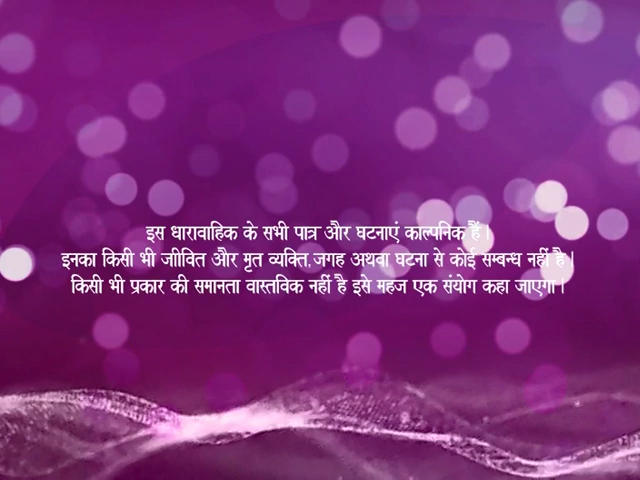 इस धारावाहिक के सभी पात्र और घटनाएं काल्पनिक हैं।
इनका किसी भी जीवित और मृत व्यक्ति,जगह अथवा घटना से कोई सम्बन्ध नहीं है।
किसी भी प्रकार की समानता वास्तविक नहीं है इसे महज एक संयोग कहा जाएगा।